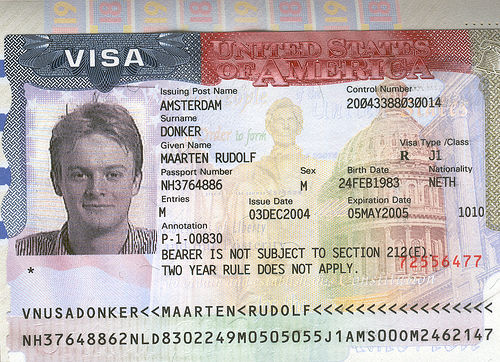 VISA UNITED STATES OF AMERICA
Issuing Post Name Control Number
AMSTERDAM 20043388030014
Surname
DONKER
Given Name Visa Type /Class
MAARTEN RUDOLF R J1
Passport Number Sex Birth Date Nationality
NH3764886 M 24FEB1983 NETH
Entries Issue Date Expiration Date
M 03DEC2004 05MAY2005 1010
Annotation
P-1-00830
BEARER IS NOT SUBJECT TO SECTION 212(E).
72556477
* TWO YEAR RULE DOES NOT APPLY.
VNUSADONKER<<MAARTEN<RUDOLF<<<<<<<<<<<<<<<<<
NH37648862NLD8302249M0505055J1AMS000M2462147